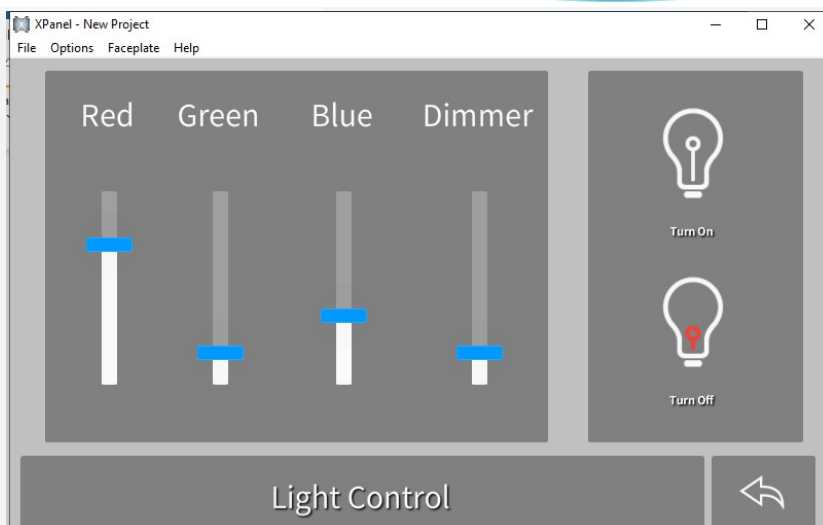 XPanel - New Project
File Options Faceplate Help
Red Green Blue Dimmer
Turn On
Turn Off
Light Control